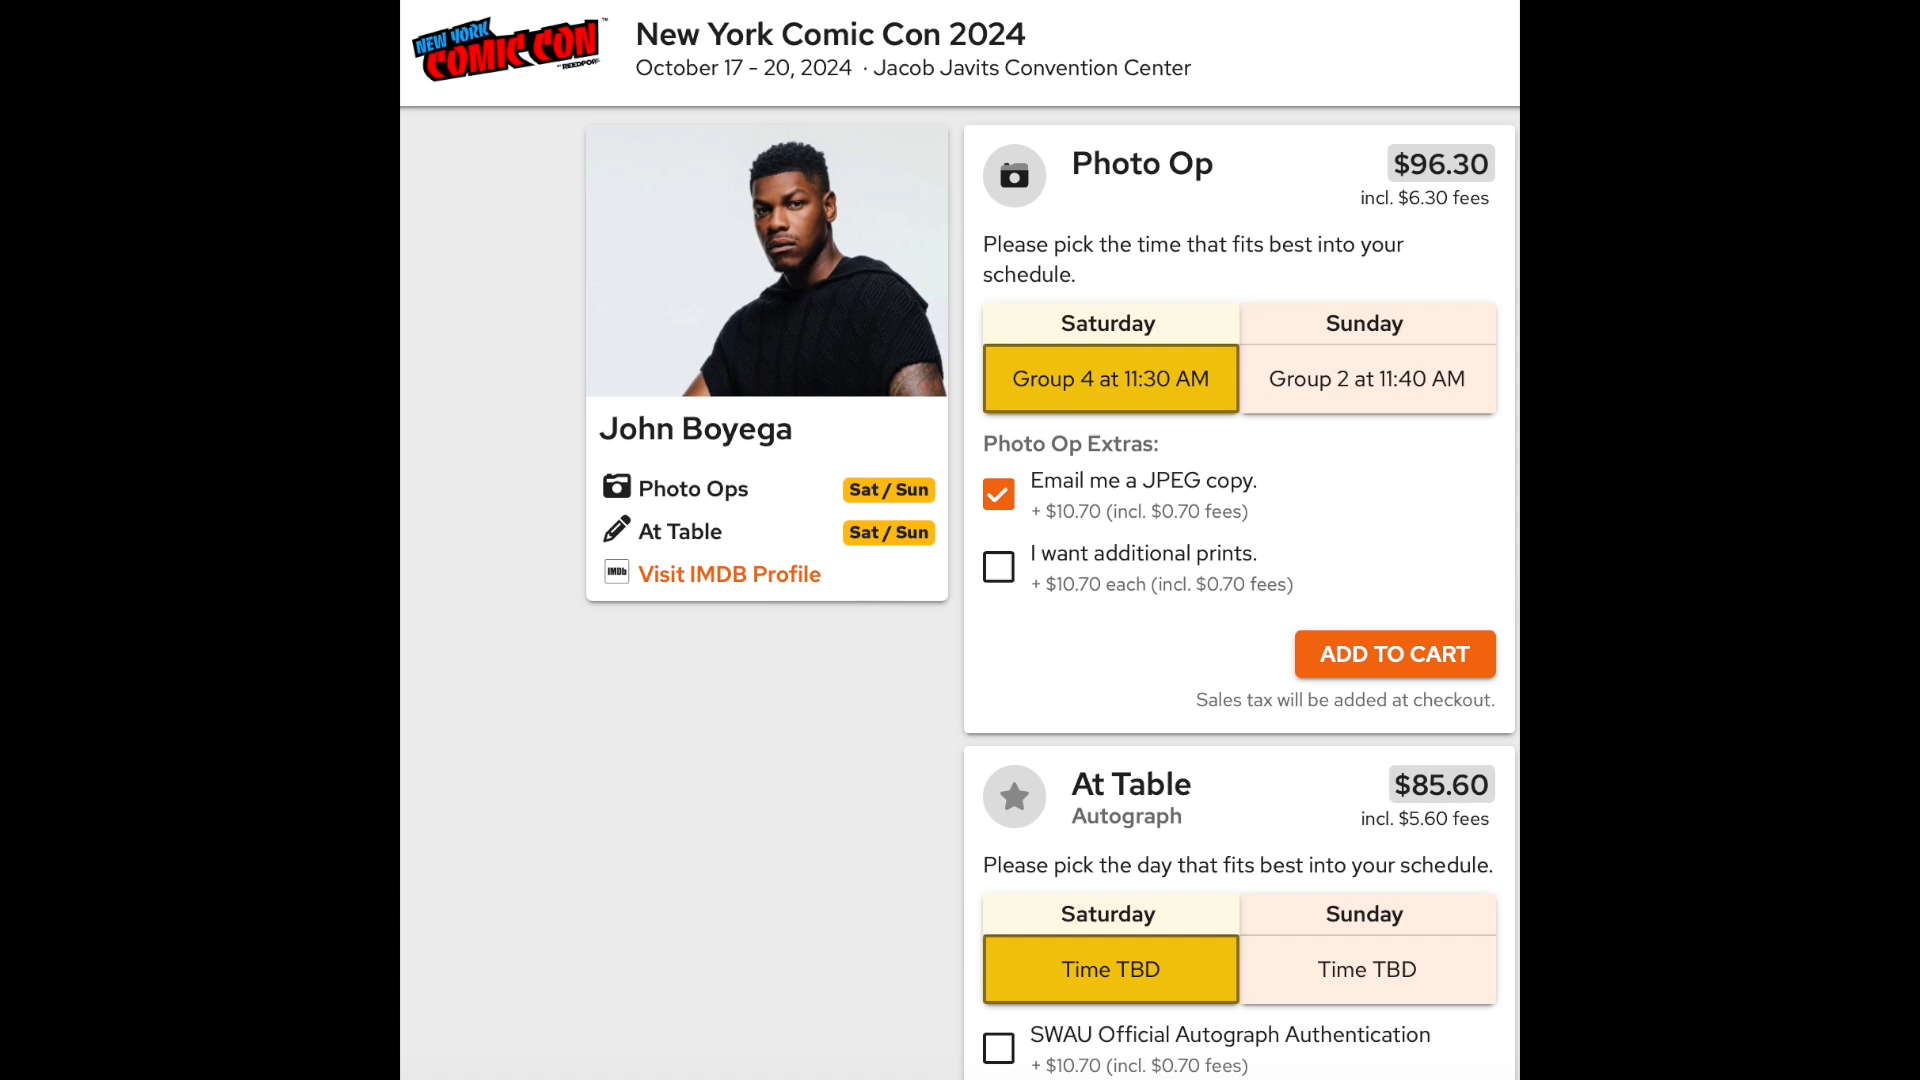 NEW YORK
COMIC CON
™
BY REEDPOP
New York Comic Con 2024
October 17 - 20, 2024 · Jacob Javits Convention Center
John Boyega
Photo Ops Sat / Sun
At Table Sat / Sun
IMDb Visit IMDB Profile
Photo Op $96.30
incl. $6.30 fees
Please pick the time that fits best into your
schedule.
Saturday Sunday
Group 4 at 11:30 AM Group 2 at 11:40 AM
Photo Op Extras:
Email me a JPEG copy.
+ $10.70 (incl. $0.70 fees)
I want additional prints.
+ $10.70 each (incl. $0.70 fees)
ADD TO CART
Sales tax will be added at checkout.
At Table $85.60
Autograph incl. $5.60 fees
Please pick the day that fits best into your schedule.
Saturday Sunday
Time TBD Time TBD
SWAU Official Autograph Authentication
+ $10.70 (incl. $0.70 fees)